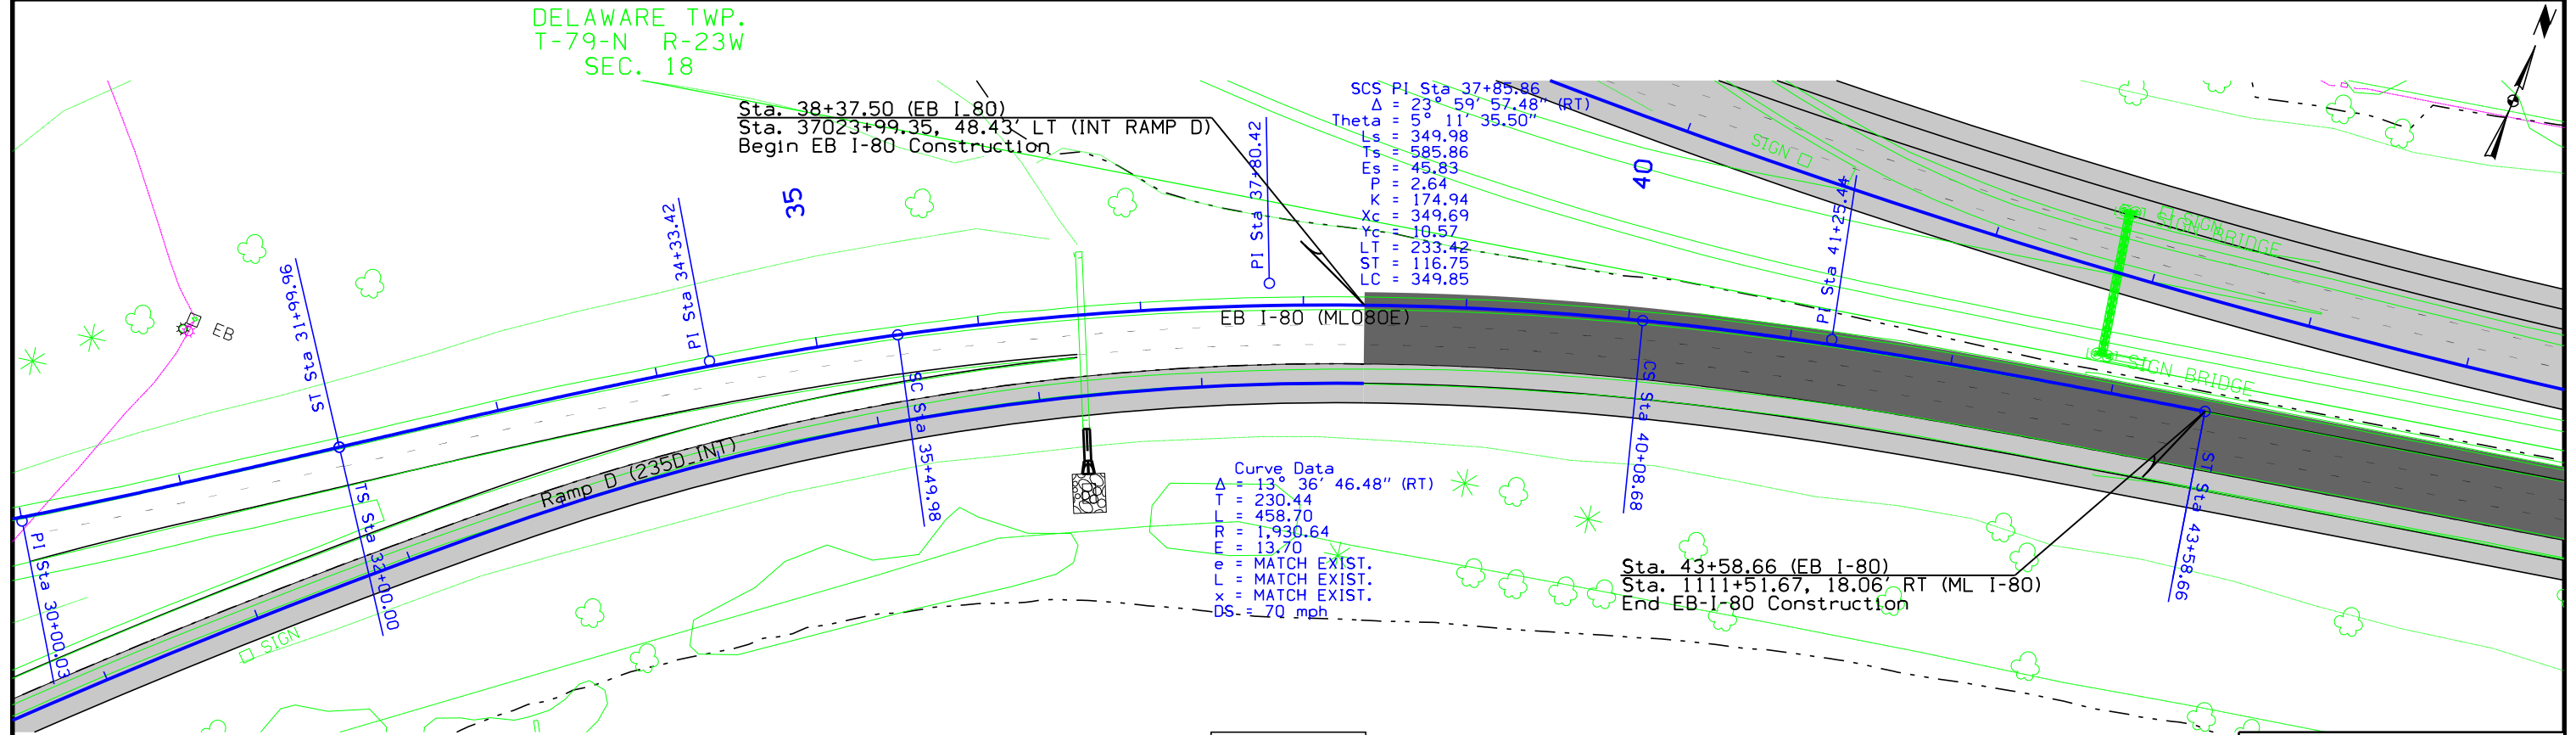 DELAWARE TWP.
T-79-N R-23W
SEC. 18
Sta. 38+37.50 (EB I-80)
Sta. 37023+99.35, 48.43' LT (INT RAMP D)
Begin EB I-80 Construction
SCS PI Sta 37+85.86
Δ = 23° 59' 57.48" (RT)
Theta = 5° 11' 35.50"
Ls = 349.98
Ts = 585.86
Es = 45.83
P = 2.64
K = 174.94
Xc = 349.69
Yc = 10.57
LT = 233.42
ST = 116.75
LC = 349.85
35
40
PI Sta 30+00.03
ST Sta 31+99.96
TS Sta 32+00.00
PI Sta 34+33.42
SC Sta 35+49.98
PI Sta 37+80.42
CS Sta 40+08.68
PI Sta 41+25.44
ST Sta 43+58.66
EB
SIGN
SIGN
SIGN
SIGN BRIDGE
SIGN BRIDGE
EB I-80 (ML080E)
Ramp D (235D_INT)
Curve Data
Δ = 13° 36' 46.48" (RT)
T = 230.44
L = 458.70
R = 1,930.64
E = 13.70
e = MATCH EXIST.
L = MATCH EXIST.
x = MATCH EXIST.
DS = 70 mph
Sta. 43+58.66 (EB I-80)
Sta. 1111+51.67, 18.06' RT (ML I-80)
End EB-I-80 Construction